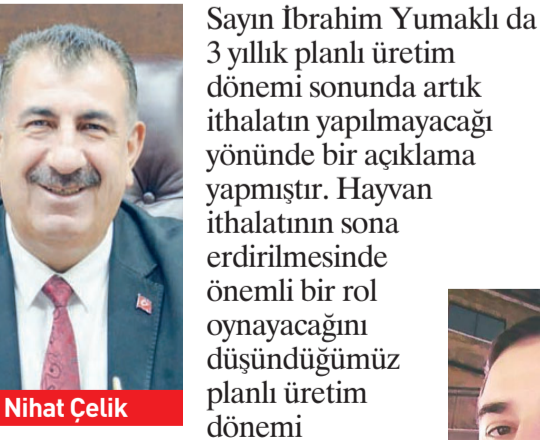 Sayın İbrahim Yumaklı da
3 yıllık planlı üretim
dönemi sonunda artık
ithalatın yapılmayacağı
yönünde bir açıklama
yapmıştır. Hayvan
ithalatının sona
erdirilmesinde
önemli bir rol
oynayacağını
düşündüğümüz
planlı üretim
dönemi
Nihat Çelik